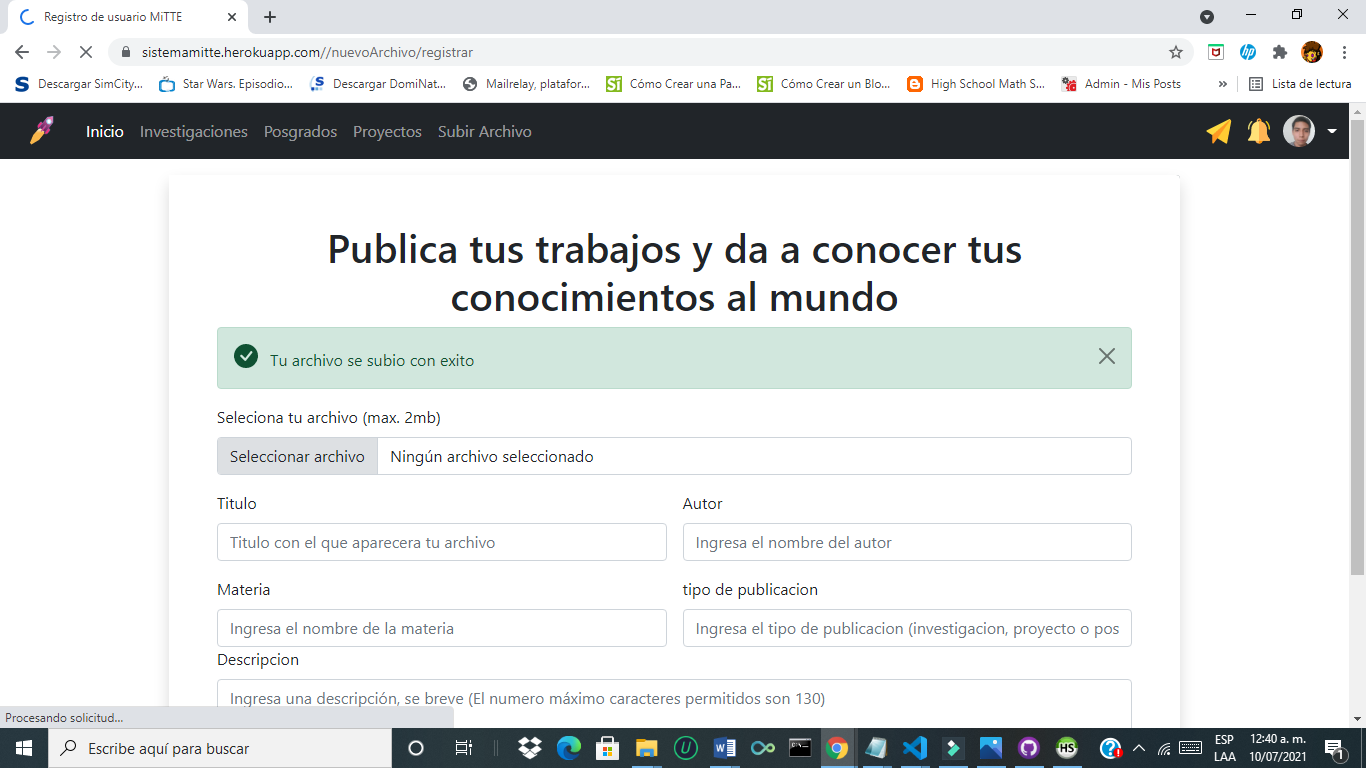 Registro de usuario MiTTE
sistemamitte.herokuapp.com//nuevoArchivo/registrar
Descargar SimCity... Star Wars. Episodio... Descargar DomiNat... Mailrelay, platafor... Cómo Crear una Pa... Cómo Crear un Blo... High School Math S... Admin - Mis Posts » Lista de lectura
Inicio Investigaciones Posgrados Proyectos Subir Archivo
Publica tus trabajos y da a conocer tus
conocimientos al mundo
Tu archivo se subio con exito
Seleciona tu archivo (max. 2mb)
Seleccionar archivo Ningún archivo seleccionado
Titulo Autor
Titulo con el que aparecera tu archivo Ingresa el nombre del autor
Materia tipo de publicacion
Ingresa el nombre de la materia Ingresa el tipo de publicacion (investigacion, proyecto o pos
Descripcion
Ingresa una descripción, se breve (El numero máximo caracteres permitidos son 130)
Procesando solicitud...
Escribe aquí para buscar
ESP 12:40 a. m.
LAA 10/07/2021 1